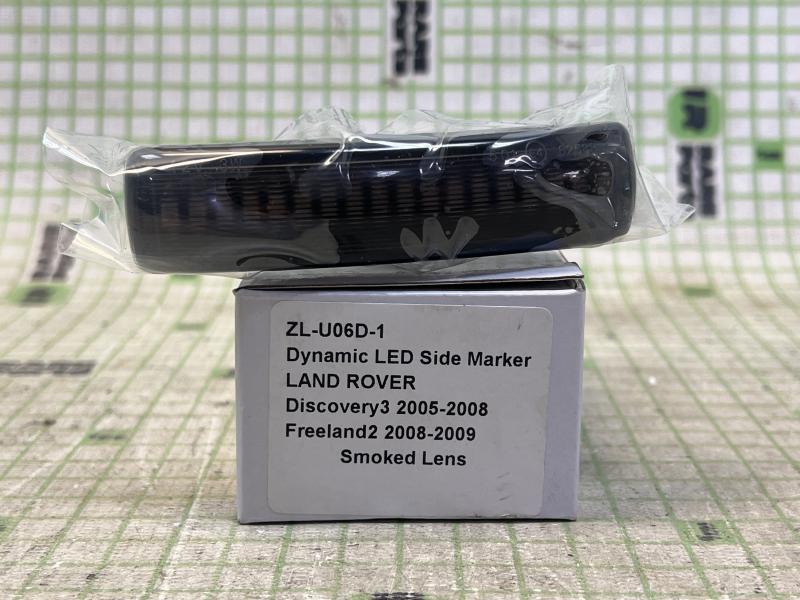 ZL-U06D-1
Dynamic LED Side Marker
LAND ROVER
Discovery3 2005-2008
Freeland2 2008-2009
Smoked Lens